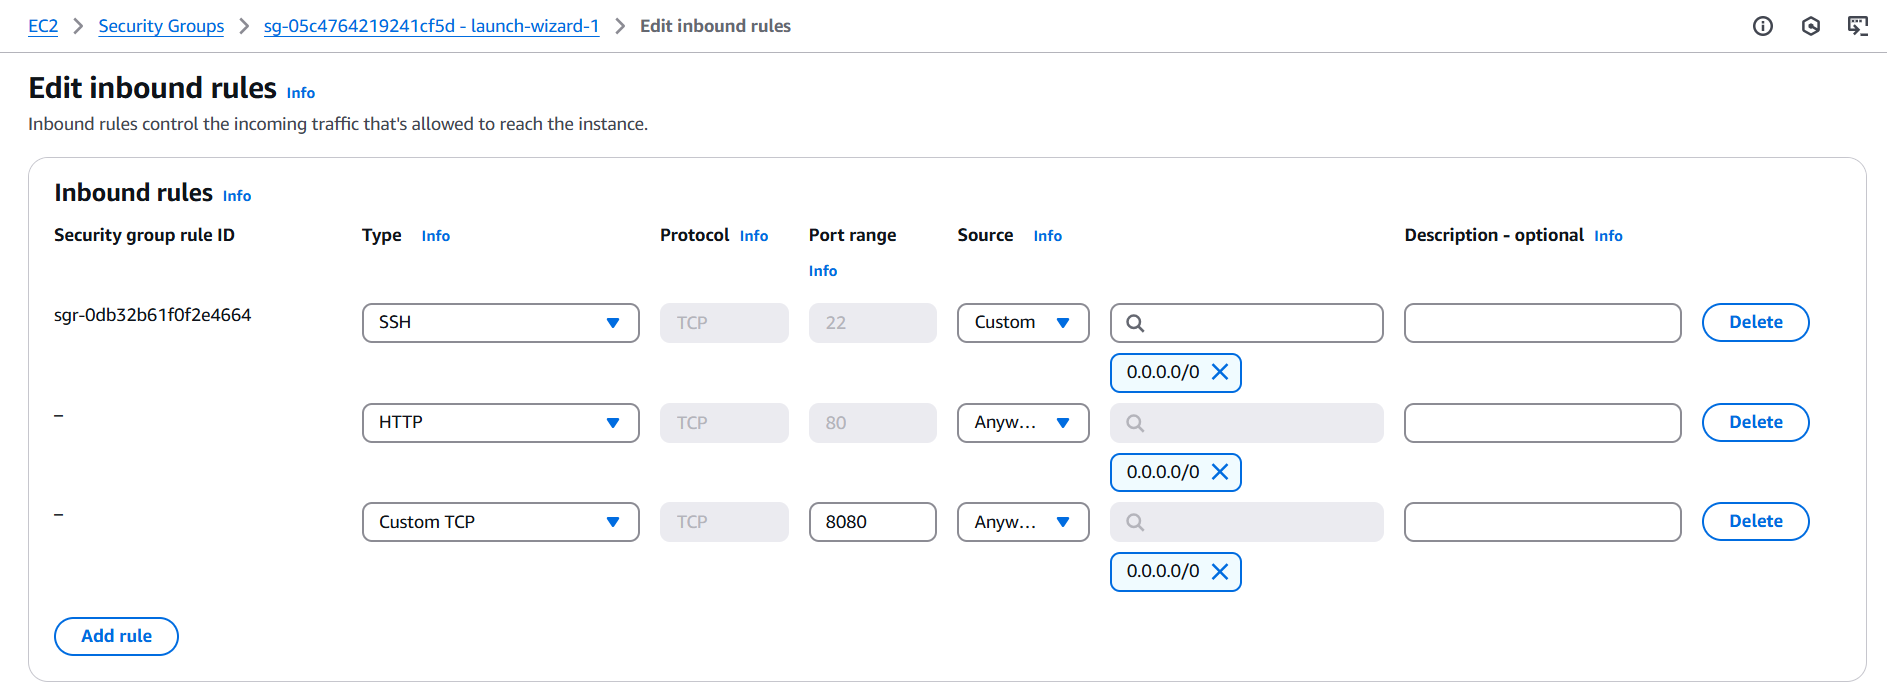 EC2 > Security Groups > sg-05c4764219241cf5d - launch-wizard-1 > Edit inbound rules
Edit inbound rules Info
Inbound rules control the incoming traffic that's allowed to reach the instance.
Inbound rules Info
Security group rule ID Type Info Protocol Info Port range Source Info Description - optional Info
Info
sgr-0db32b61f0f2e4664 SSH TCP 22 Custom Delete
0.0.0.0/0
– HTTP TCP 80 Anyw... Delete
0.0.0.0/0
– Custom TCP TCP 8080 Anyw... Delete
0.0.0.0/0
Add rule